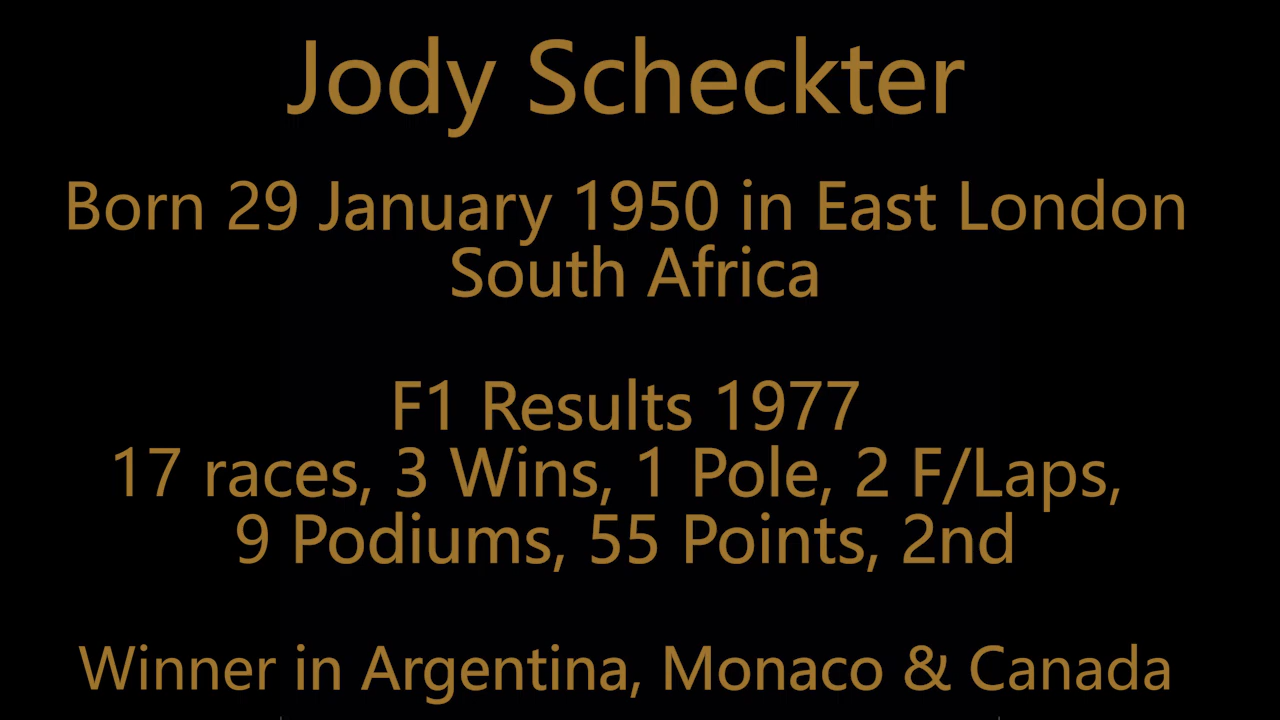 Jody Scheckter
Born 29 January 1950 in East London
South Africa
F1 Results 1977
17 races, 3 Wins, 1 Pole, 2 F/Laps,
9 Podiums, 55 Points, 2nd
Winner in Argentina, Monaco & Canada